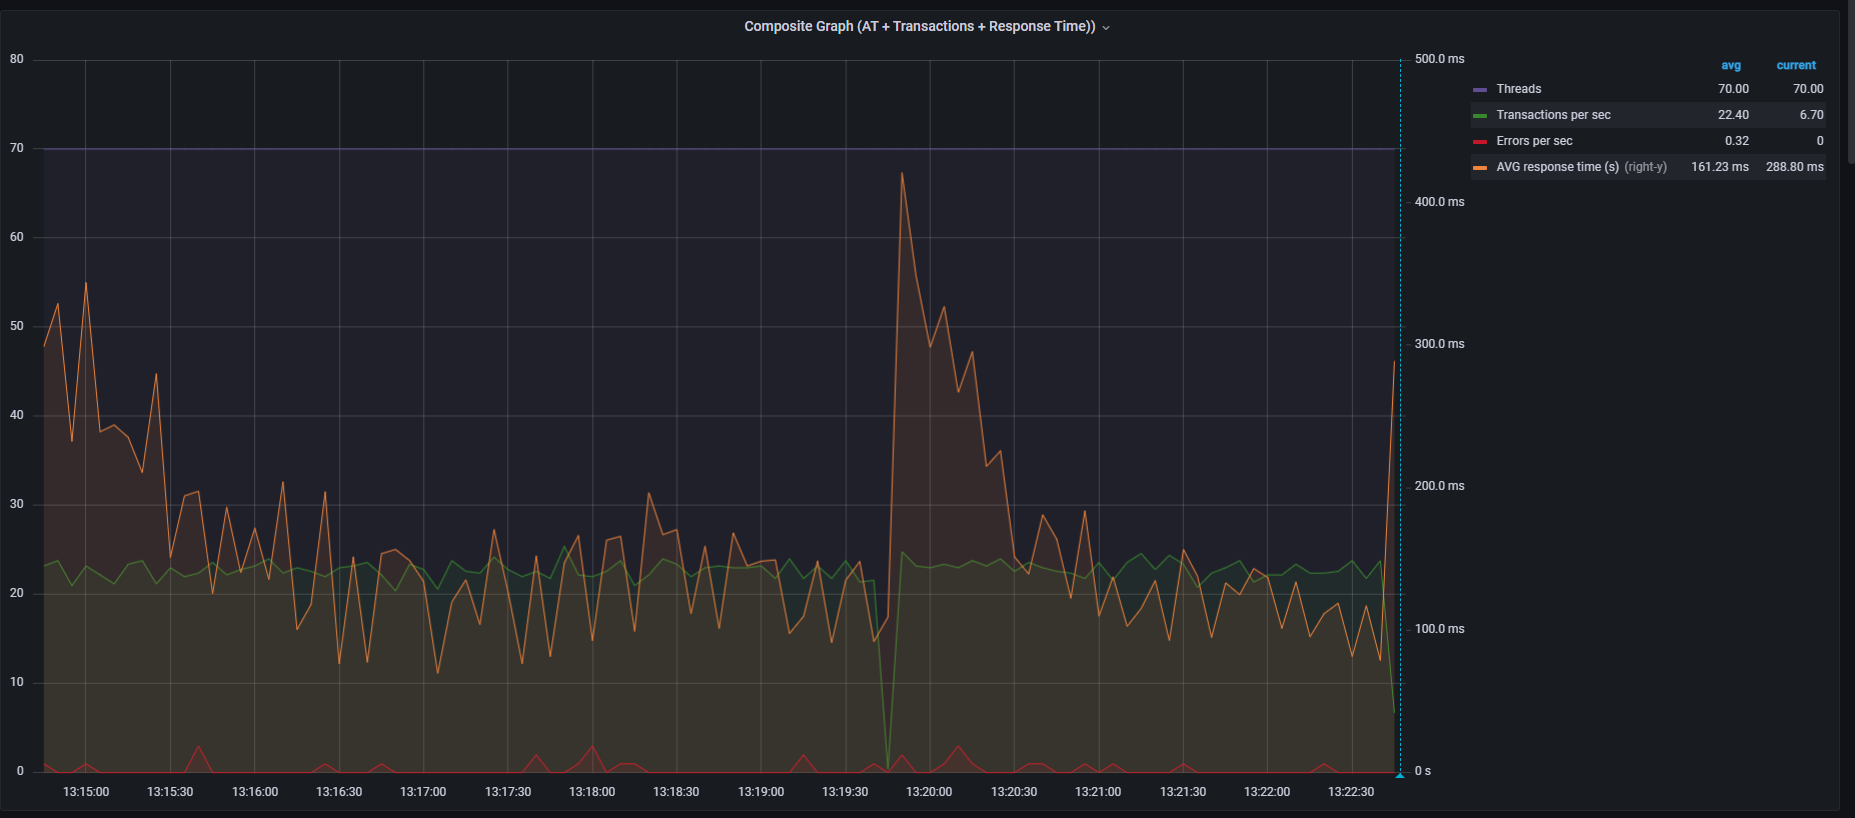 Composite Graph (AT + Transactions + Response Time))
80
70
60
50
40
30
20
10
0
500.0 ms
400.0 ms
300.0 ms
200.0 ms
100.0 ms
0 s
13:15:00 13:15:30 13:16:00 13:16:30 13:17:00 13:17:30 13:18:00 13:18:30 13:19:00 13:19:30 13:20:00 13:20:30 13:21:00 13:21:30 13:22:00 13:22:30
avg current
Threads 70.00 70.00
Transactions per sec 22.40 6.70
Errors per sec 0.32 0
AVG response time (s) (right-y) 161.23 ms 288.80 ms